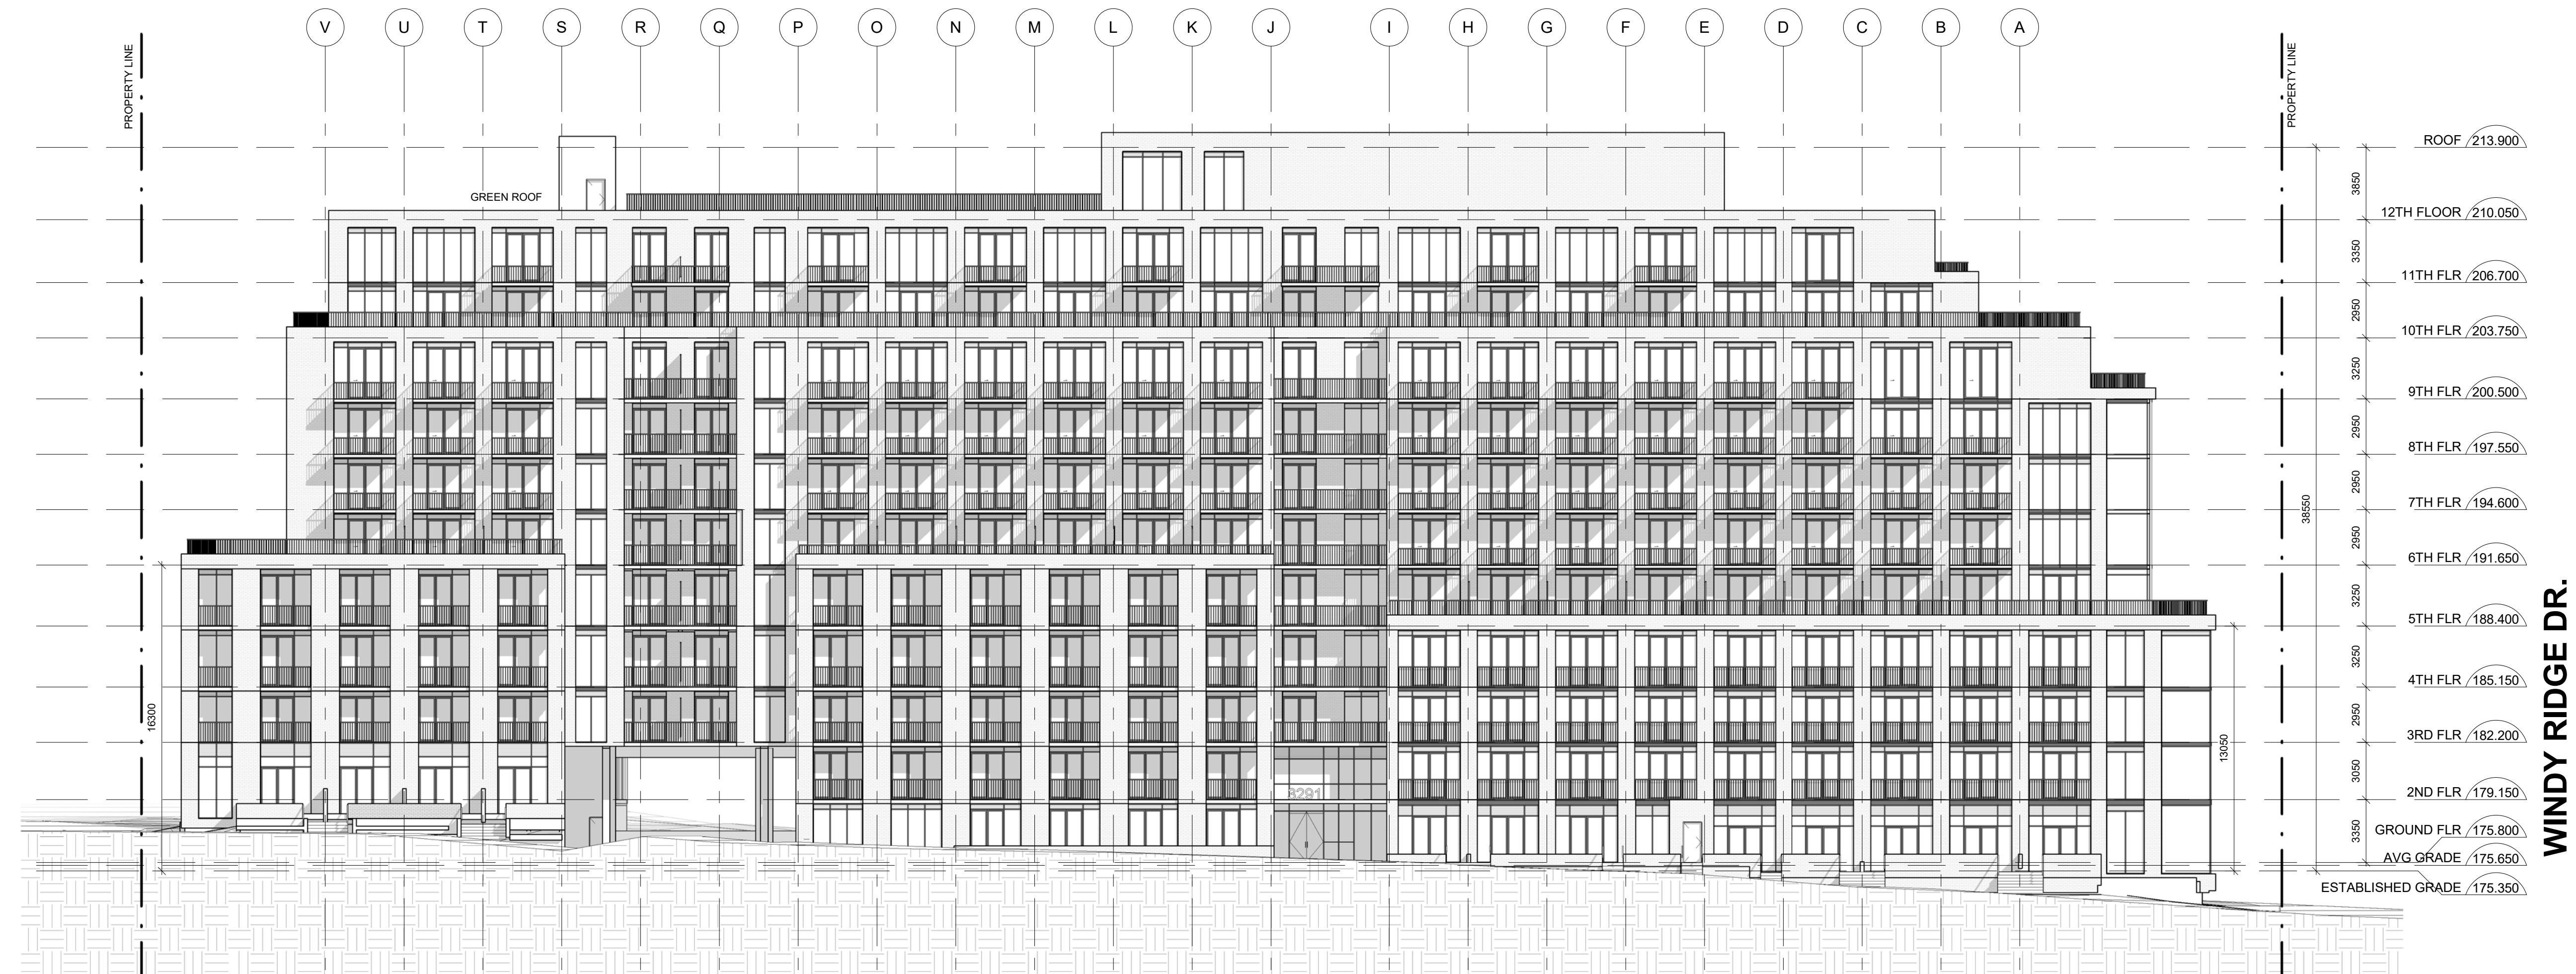 V U T S R Q P O N M L K J I H G F E D C B A
PROPERTY LINE
PROPERTY LINE
GREEN ROOF
ROOF 213.900
3850
12TH FLOOR 210.050
3350
11TH FLR 206.700
2950
10TH FLR 203.750
3250
9TH FLR 200.500
2950
8TH FLR 197.550
2950
7TH FLR 194.600
2950
6TH FLR 191.650
3250
5TH FLR 188.400
3250
4TH FLR 185.150
2950
3RD FLR 182.200
3050
2ND FLR 179.150
3350
GROUND FLR 175.800
AVG GRADE 175.650
ESTABLISHED GRADE 175.350
38550
16300
13050
3291
WINDY RIDGE DR.